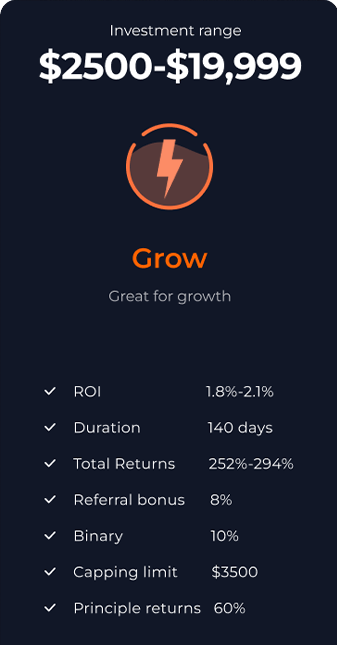 Investment range
$2500-$19,999
Grow
Great for growth
ROI 1.8%-2.1%
Duration 140 days
Total Returns 252%-294%
Referral bonus 8%
Binary 10%
Capping limit $3500
Principle returns 60%